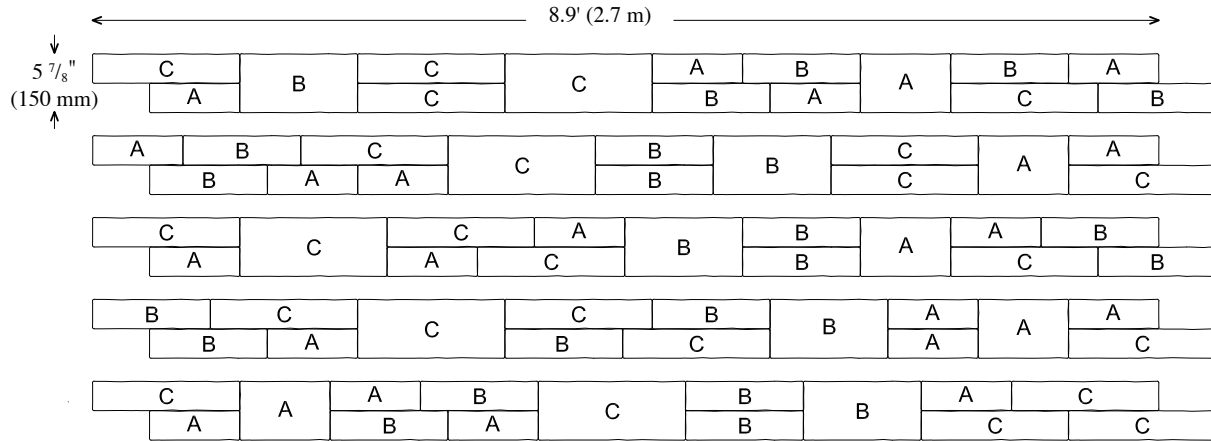 8.9' (2.7 m)
5 7/8"
(150 mm)
C B C C A B A B A
A C B A C B
A B C C B B C A A
B A A B C C
C C C A B B A A B
A A C B C B
B C C C B B A A A
B A B C A C
C A A B C B B A C
A B A B C C